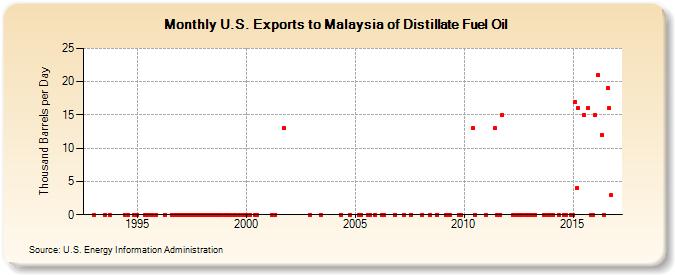 Monthly U.S. Exports to Malaysia of Distillate Fuel Oil
Thousand Barrels per Day
25
20
15
10
5
0
1995 2000 2005 2010 2015
Source: U.S. Energy Information Administration